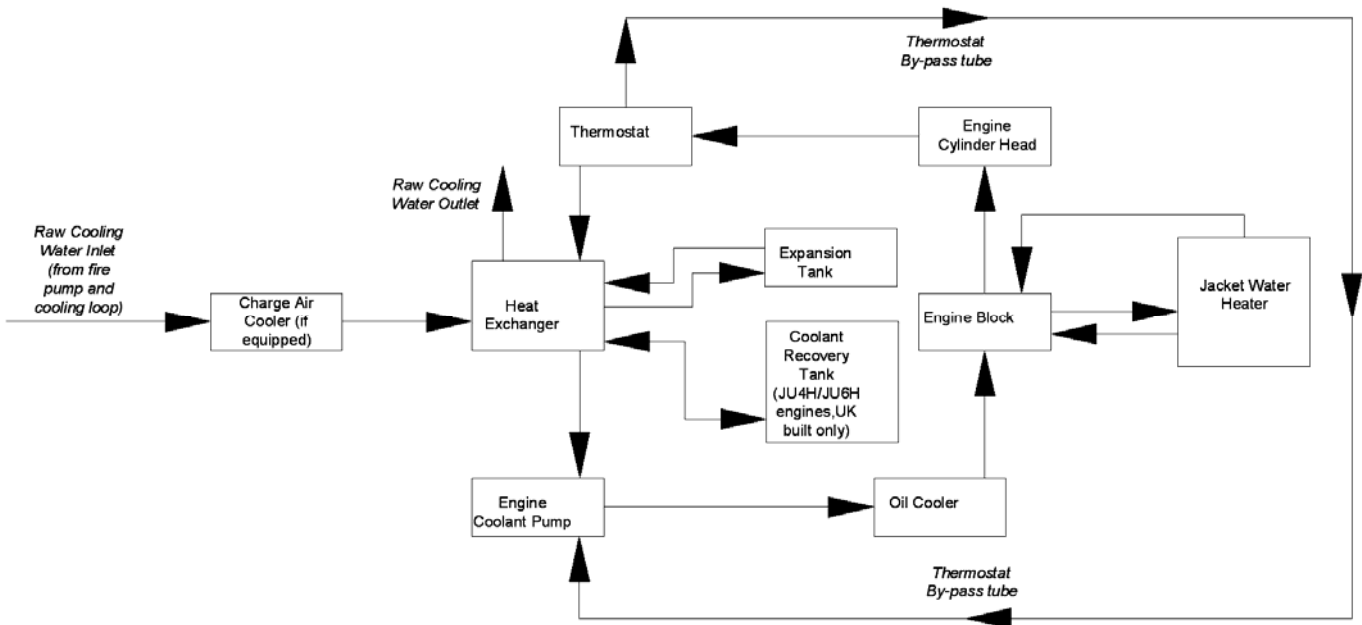 Thermostat
By-pass tube
Thermostat
Engine
Cylinder Head
Raw Cooling
Water Outlet
Raw Cooling
Water Inlet
(from fire
pump and
cooling loop)
Charge Air
Cooler (if
equipped)
Heat
Exchanger
Expansion
Tank
Engine Block
Jacket Water
Heater
Coolant
Recovery
Tank
(JU4H/JU6H
engines,UK
built only)
Engine
Coolant Pump
Oil Cooler
Thermostat
By-pass tube